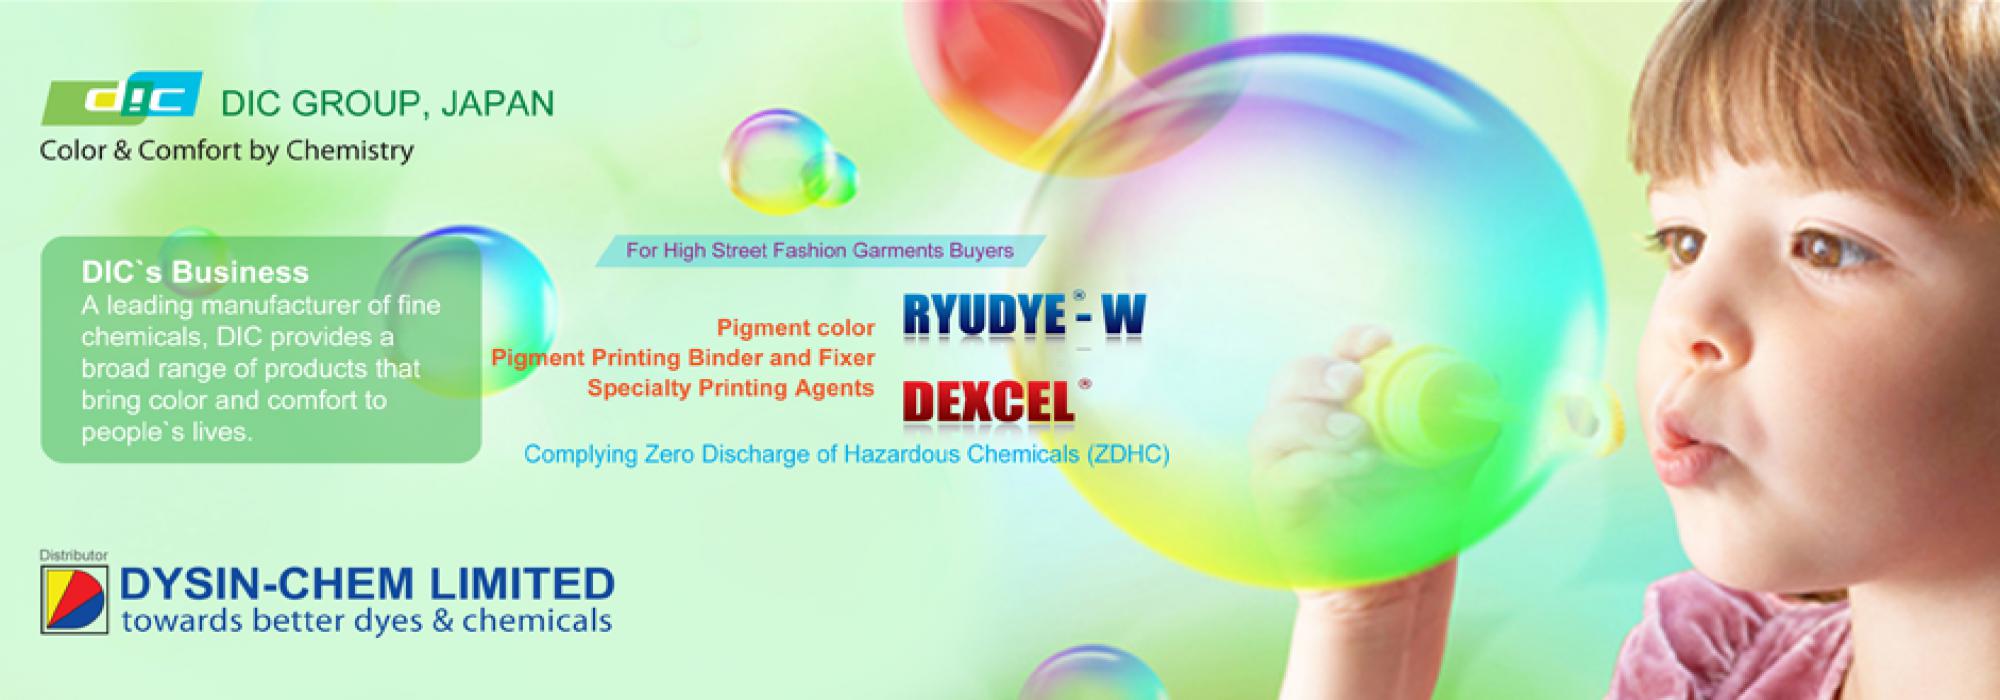 dic DIC GROUP, JAPAN
Color & Comfort by Chemistry
DIC`s Business
A leading manufacturer of fine
chemicals, DIC provides a
broad range of products that
bring color and comfort to
people`s lives.
For High Street Fashion Garments Buyers
Pigment color
Pigment Printing Binder and Fixer
Specialty Printing Agents
RYUDYE® - W
DEXCEL®
Complying Zero Discharge of Hazardous Chemicals (ZDHC)
Distributor
DYSIN-CHEM LIMITED
towards better dyes & chemicals